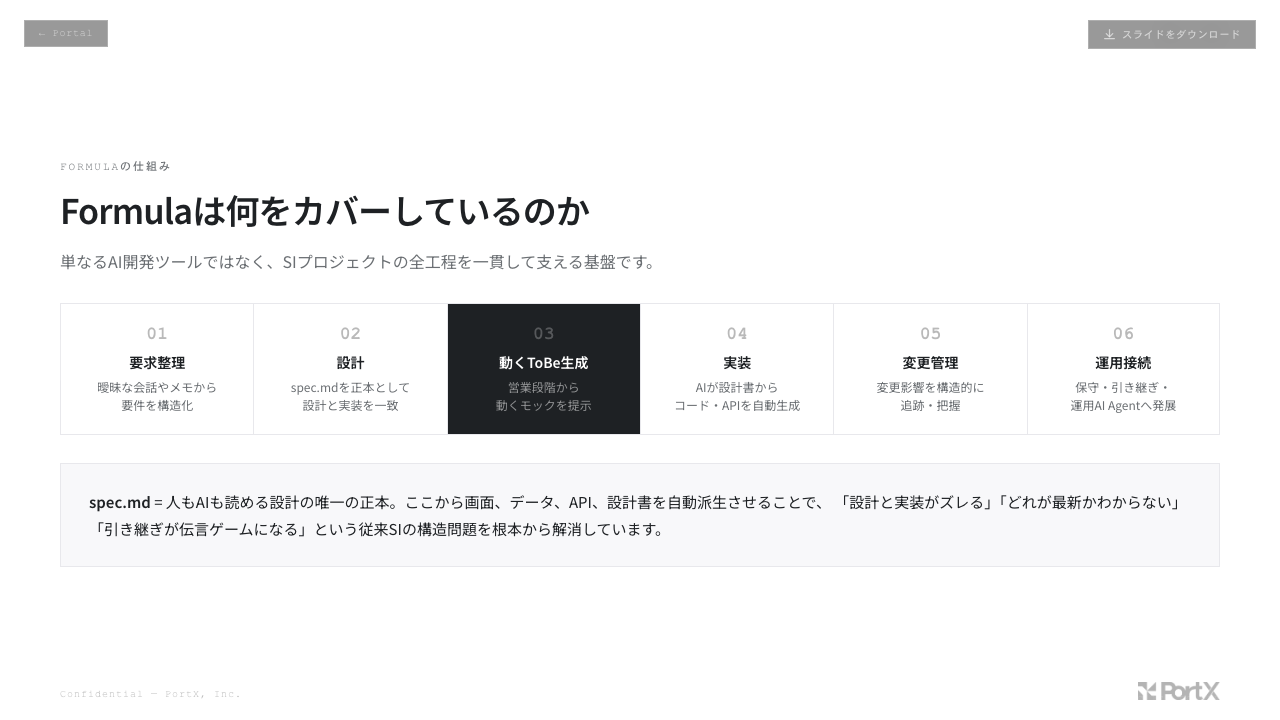 ← Portal
スライドをダウンロード
FORMULAの仕組み
Formulaは何をカバーしているのか
単なるAI開発ツールではなく、SIプロジェクトの全工程を一貫して支える基盤です。
01
要求整理
曖昧な会話やメモから
要件を構造化
02
設計
spec.mdを正本として
設計と実装を一致
03
動くToBe生成
営業段階から
動くモックを提示
04
実装
AIが設計書から
コード・APIを自動生成
05
変更管理
変更影響を構造的に
追跡・把握
06
運用接続
保守・引き継ぎ・
運用AI Agentへ発展
spec.md = 人もAIも読める設計の唯一の正本。ここから画面、データ、API、設計書を自動派生させることで、 「設計と実装がズレる」「どれが最新かわからない」
「引き継ぎが伝言ゲームになる」という従来SIの構造問題を根本から解消しています。
Confidential — PortX, Inc.
PortX